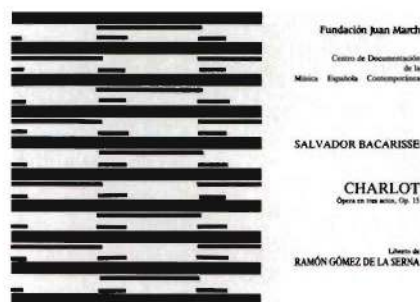 Fundación Juan March
Centro de Documentación
de la
Música Española Contemporánea
SALVADOR BACARISSE
CHARLOT
Ópera en tres actos, Op. 15
Libreto de
RAMÓN GÓMEZ DE LA SERNA